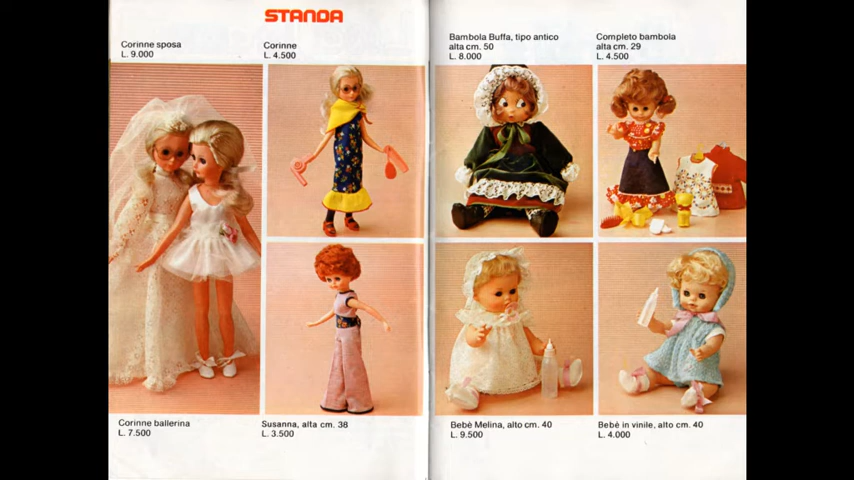 STANDA
Corinne sposa
L. 9.000
Corinne
L. 4.500
Bambola Buffa, tipo antico
alta cm. 50
L. 8.000
Completo bambola
alta cm. 29
L. 4.500
Corinne ballerina
L. 7.500
Susanna, alta cm. 38
L. 3.500
Bebè Melina, alto cm. 40
L. 9.500
Bebè in vinile, alto cm. 40
L. 4.000